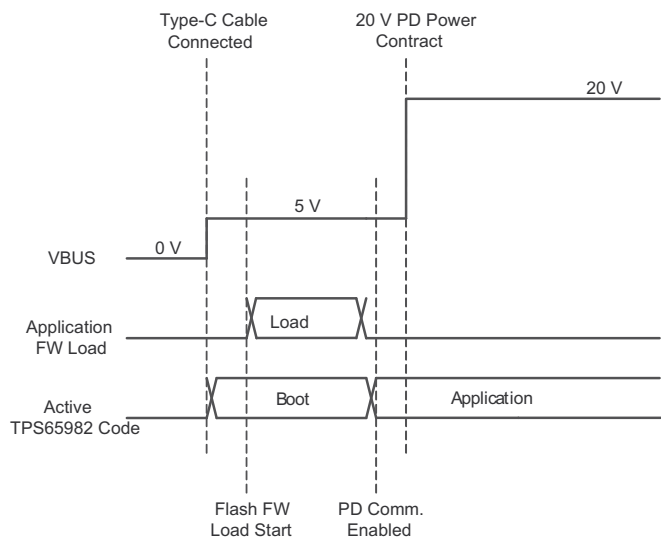 Type-C Cable
Connected
20 V PD Power
Contract
20 V
5 V
0 V
VBUS
Load
Application
FW Load
Boot
Application
Active
TPS65982 Code
Flash FW
Load Start
PD Comm.
Enabled